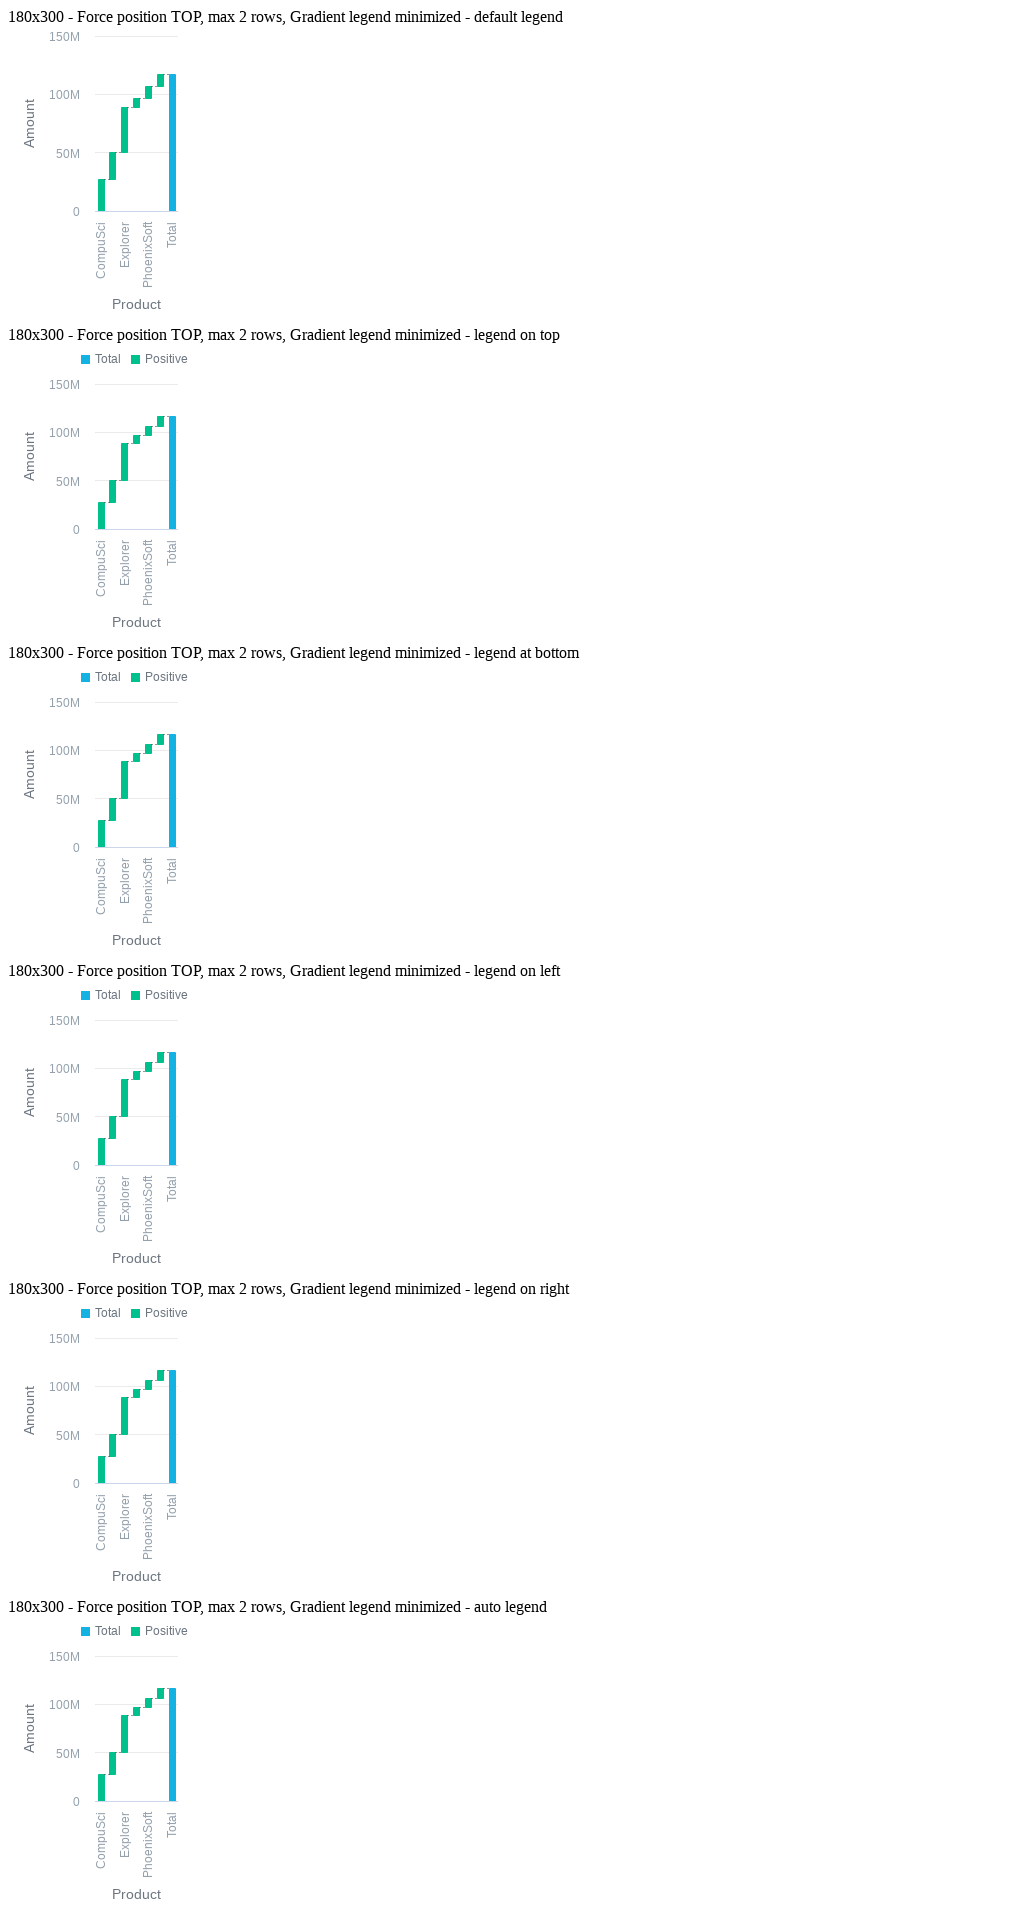 180x300 - Force position TOP, max 2 rows, Gradient legend minimized - default legend
150M
100M
50M
0
Amount
CompuSci
Explorer
PhoenixSoft
Total
Product
180x300 - Force position TOP, max 2 rows, Gradient legend minimized - legend on top
Total Positive
150M
100M
50M
0
Amount
CompuSci
Explorer
PhoenixSoft
Total
Product
180x300 - Force position TOP, max 2 rows, Gradient legend minimized - legend at bottom
Total Positive
150M
100M
50M
0
Amount
CompuSci
Explorer
PhoenixSoft
Total
Product
180x300 - Force position TOP, max 2 rows, Gradient legend minimized - legend on left
Total Positive
150M
100M
50M
0
Amount
CompuSci
Explorer
PhoenixSoft
Total
Product
180x300 - Force position TOP, max 2 rows, Gradient legend minimized - legend on right
Total Positive
150M
100M
50M
0
Amount
CompuSci
Explorer
PhoenixSoft
Total
Product
180x300 - Force position TOP, max 2 rows, Gradient legend minimized - auto legend
Total Positive
150M
100M
50M
0
Amount
CompuSci
Explorer
PhoenixSoft
Total
Product